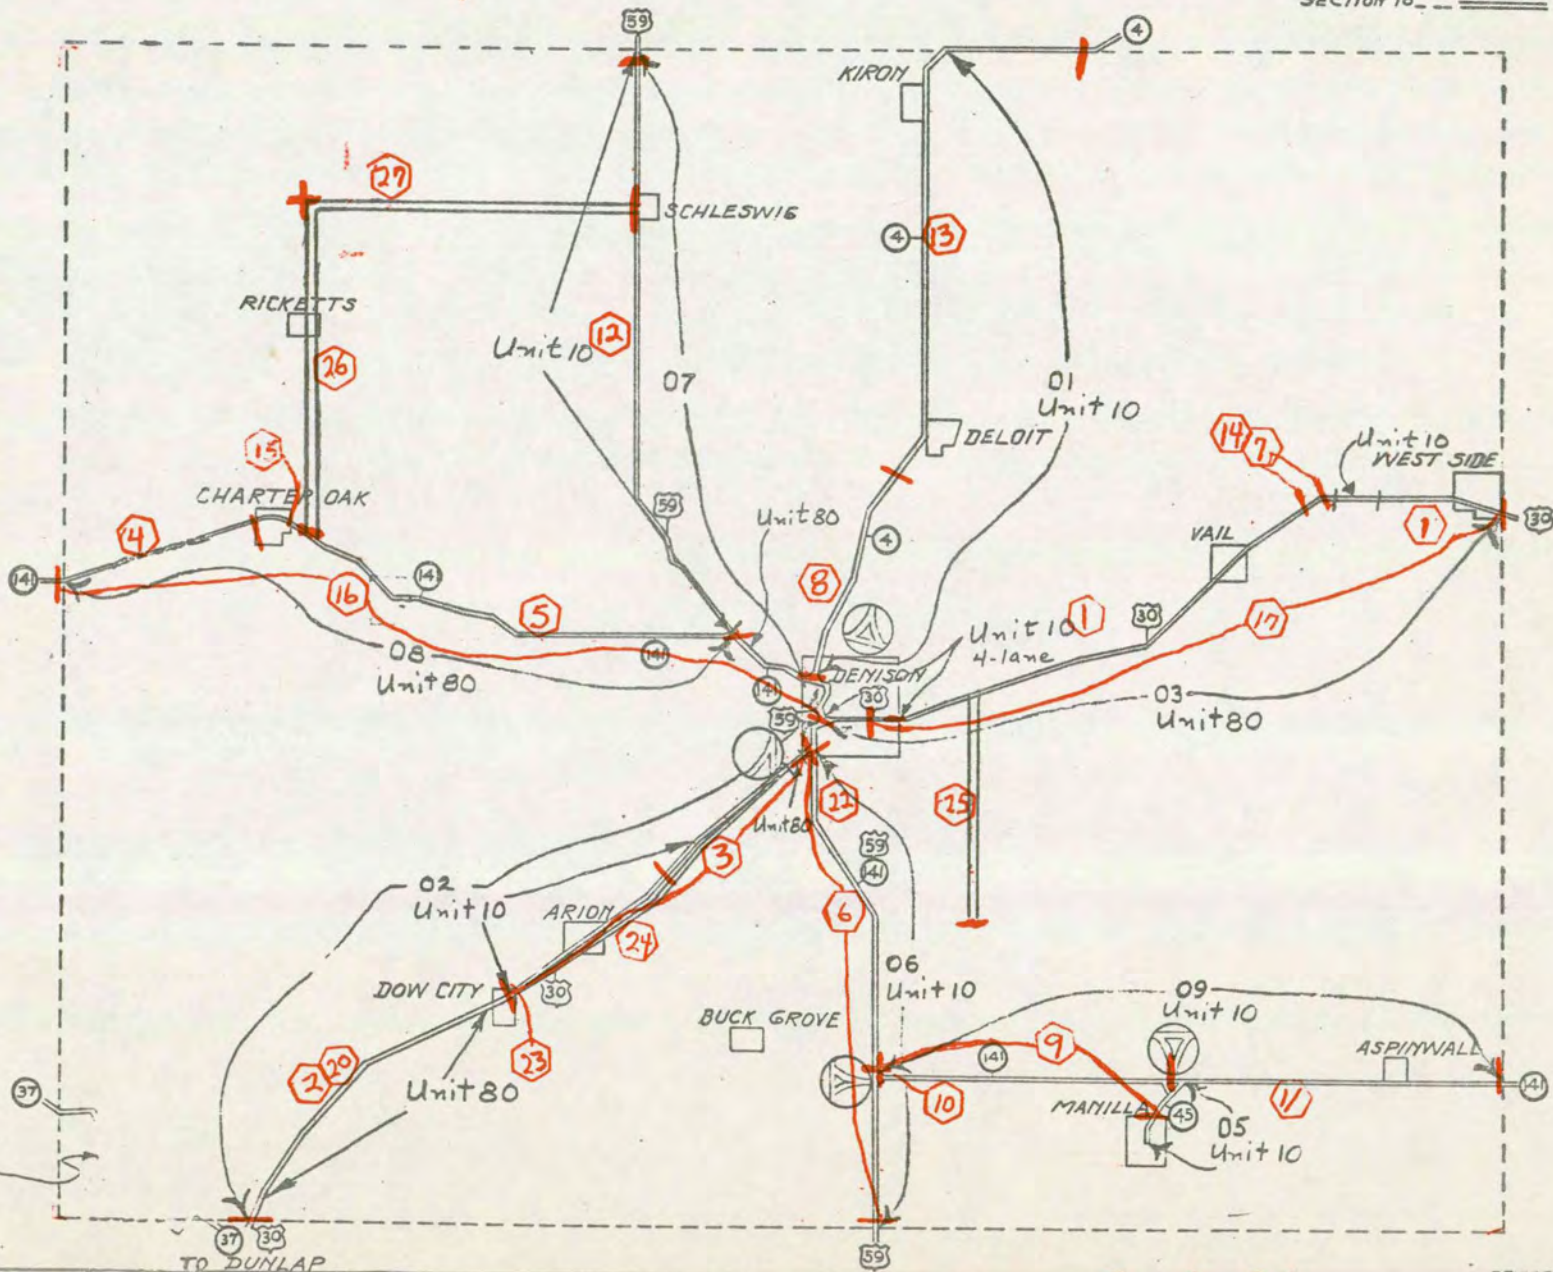 SECTION 16
59
4
KIRON
27
SCHLESWIG
4
13
RICKETTS
Unit 10
12
07
26
01
Unit 10
DELOIT
14
7
Unit 10
WEST SIDE
15
CHARTER OAK
59
Unit 80
4
4
VAIL
1
30
141
16
141
5
8
1
30
17
08
Unit 80
141
Unit 10
4-lane
DENISON
03
Unit 80
141
30
59
22
25
Unit 80
3
59
141
02
Unit 10
ARION
24
6
06
Unit 10
DOW CITY
30
23
BUCK GROVE
09
Unit 10
141
9
ASPINWALL
2
20
Unit 80
37
10
MANILLA
45
11
141
05
Unit 10
37
30
TO DUNLAP
59